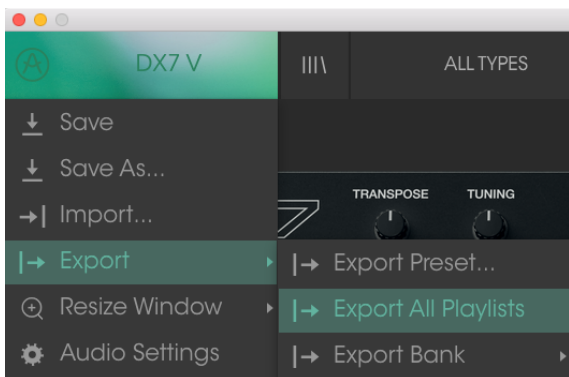 DX7 V
ALL TYPES
Save
Save As...
Import...
TRANSPOSE TUNING
Export
Export Preset...
Resize Window
Export All Playlists
Audio Settings
Export Bank